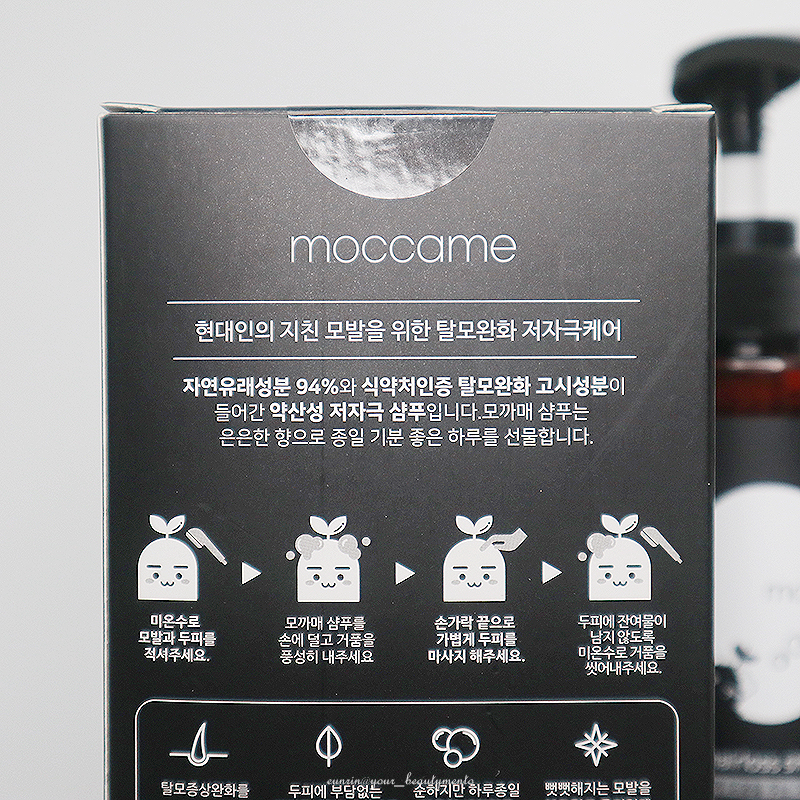 moccame
현대인의 지친 모발을 위한 탈모완화 저자극케어
자연유래성분 94%와 식약처인증 탈모완화 고시성분이
들어간 약산성 저자극 샴푸입니다.모까매 샴푸는
은은한 향으로 종일 기분 좋은 하루를 선물합니다.
미온수로
모발과 두피를
적셔주세요.
모까매 샴푸를
손에 덜고 거품을
풍성히 내주세요
손가락 끝으로
가볍게 두피를
마사지 해주세요.
두피에 잔여물이
남지 않도록
미온수로 거품을
씻어내주세요.
탈모증상완화를
두피에 부담없는
순하지만 하루종일
뻣뻣해지는 모발을
eunrin@your_beautymento